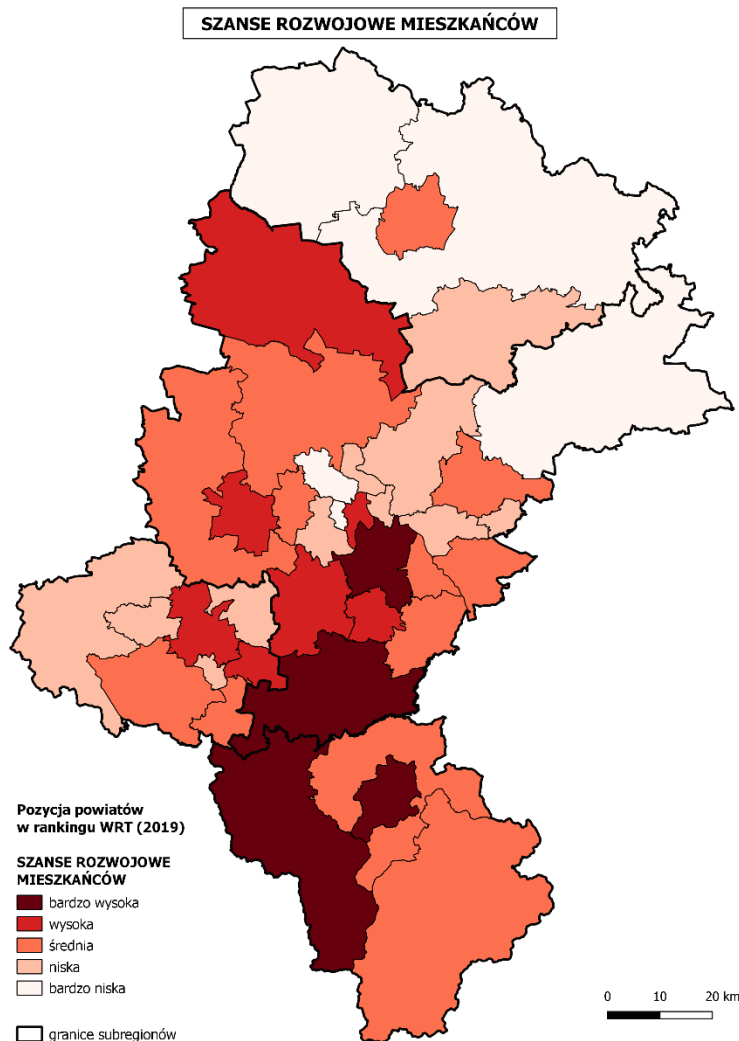 SZANSE ROZWOJOWE MIESZKAŃCÓW
Pozycja powiatów
w rankingu WRT (2019)
SZANSE ROZWOJOWE
MIESZKAŃCÓW
bardzo wysoka
wysoka
średnia
niska
bardzo niska
granice subregionów
0 10 20 km